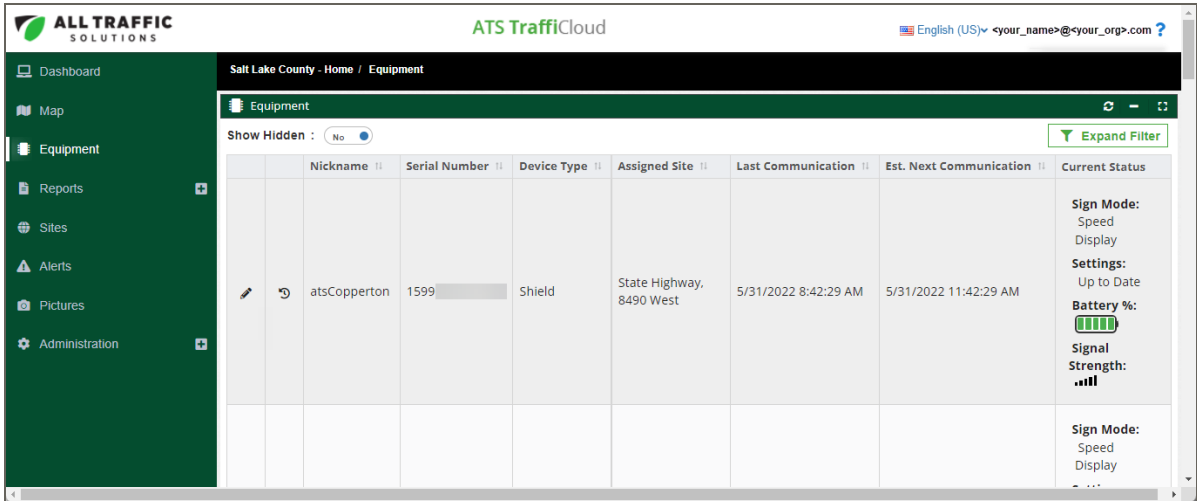 ALL TRAFFIC
SOLUTIONS
ATS TraffiCloud
English (US) <your_name>@<your_org>.com ?
Dashboard
Map
Equipment
Reports
Sites
Alerts
Pictures
Administration
Salt Lake County - Home / Equipment
Equipment
Show Hidden : No
Expand Filter
Nickname Serial Number Device Type Assigned Site Last Communication Est. Next Communication Current Status
atsCopperton 1599 Shield State Highway, 5/31/2022 8:42:29 AM 5/31/2022 11:42:29 AM
8490 West
Sign Mode:
Speed
Display
Settings:
Up to Date
Battery %:
Signal
Strength:
Sign Mode:
Speed
Display